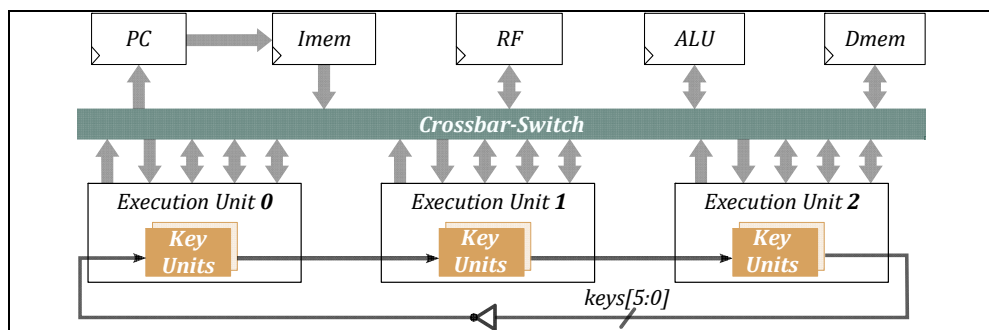 PC
Imem
RF
ALU
Dmem
Crossbar-Switch
Execution Unit 0
Execution Unit 1
Execution Unit 2
Key
Units
Key
Units
Key
Units
keys[5:0]